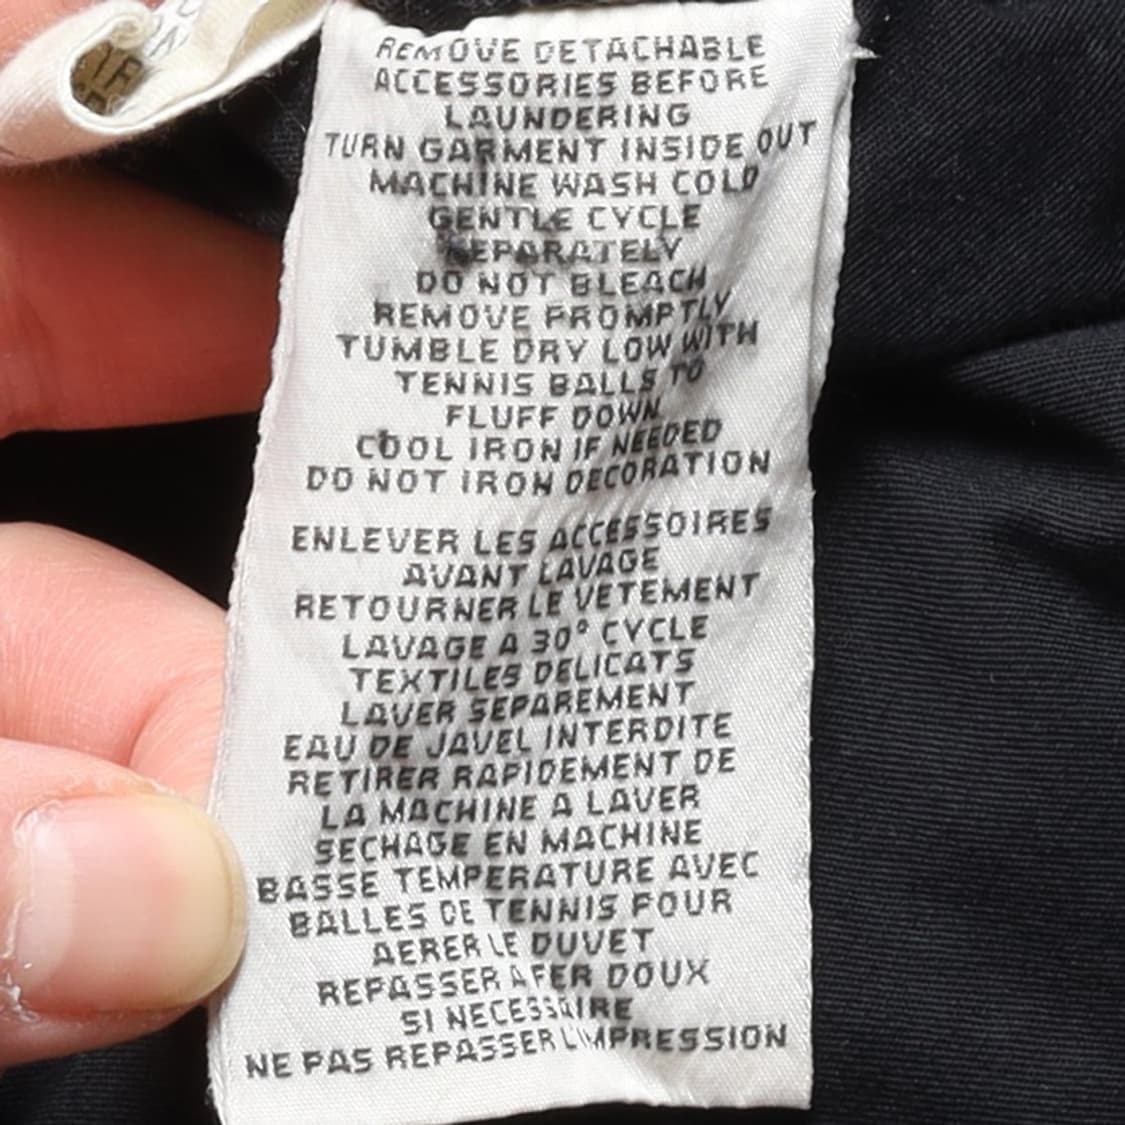 REMOVE DETACHABLE
ACCESSORIES BEFORE
LAUNDERING
TURN GARMENT INSIDE OUT
MACHINE WASH COLD
GENTLE CYCLE
SEPARATELY
DO NOT BLEACH
REMOVE PROMPTLY
TUMBLE DRY LOW WITH
TENNIS BALLS TO
FLUFF DOWN
COOL IRON IF NEEDED
DO NOT IRON DECORATION
ENLEVER LES ACCESSOIRES
AVANT LAVAGE
RETOURNER LE VETEMENT
LAVAGE A 30° CYCLE
TEXTILES DELICATS
LAVER SEPAREMENT
EAU DE JAVEL INTERDITE
RETIRER RAPIDEMENT DE
LA MACHINE A LAVER
SECHAGE EN MACHINE
BASSE TEMPERATURE AVEC
BALLES DE TENNIS POUR
AERER LE DUVET
REPASSER A FER DOUX
SI NECESSAIRE
NE PAS REPASSER L'IMPRESSION